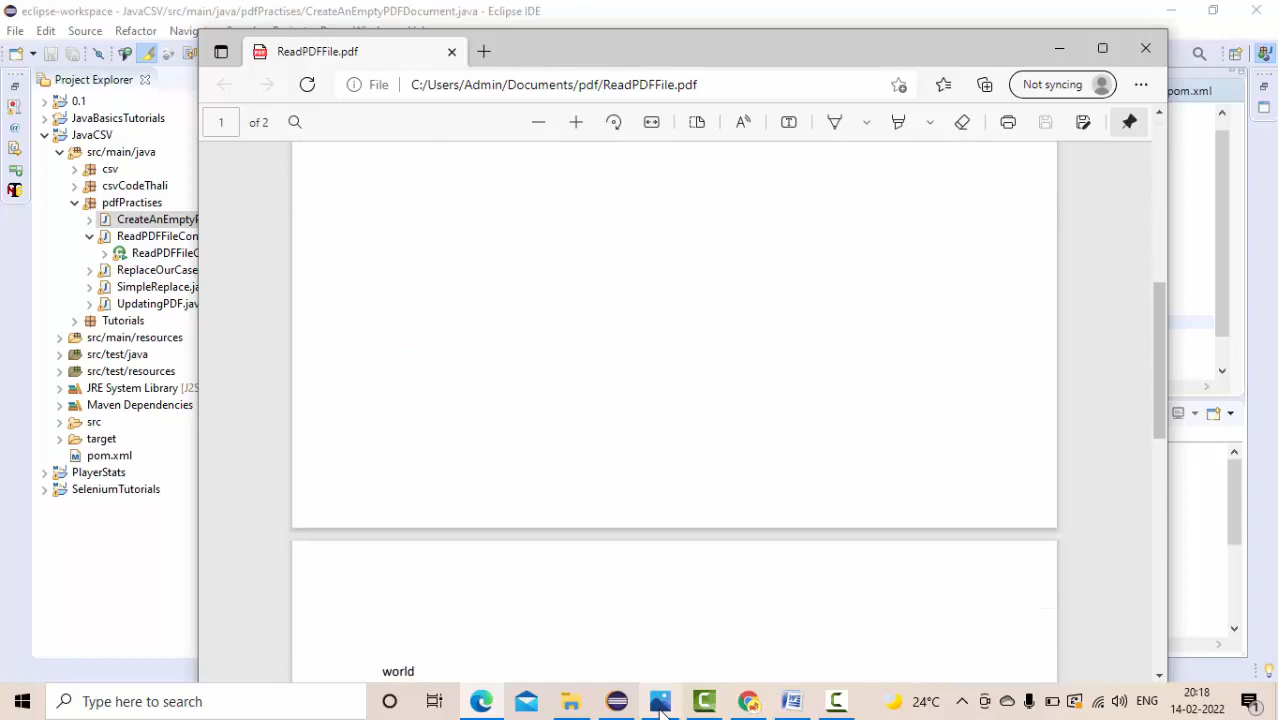 eclipse-workspace - JavaCSV/src/main/java/pdfPractises/CreateAnEmptyPDFDocument.java - Eclipse IDE
File Edit Source Refactor Navig
ReadPDFFile.pdf
Project Explorer
File C:/Users/Admin/Documents/pdf/ReadPDFFile.pdf
Not syncing
pom.xml
1 of 2
0.1
JavaBasicsTutorials
JavaCSV
src/main/java
csv
csvCodeThali
pdfPractises
CreateAnEmptyP
ReadPDFFileCon
ReadPDFFileC
ReplaceOurCase
SimpleReplace.ja
UpdatingPDF.jav
Tutorials
src/main/resources
src/test/java
src/test/resources
JRE System Library [J2S
Maven Dependencies
src
target
pom.xml
PlayerStats
SeleniumTutorials
world
Type here to search
24°C
ENG
20:18
14-02-2022